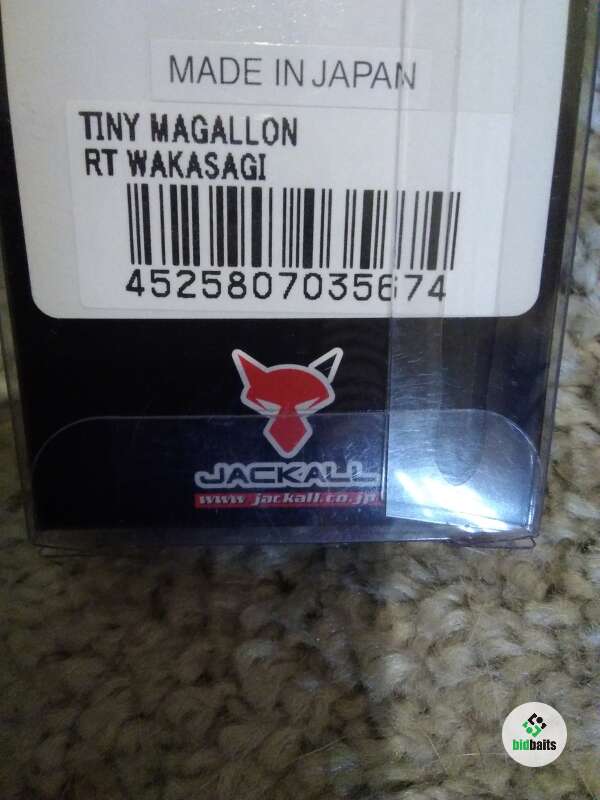 MADE IN JAPAN
TINY MAGALLON
RT WAKASAGI
4525807035674
JACKALL
www.jackall.co.jp
bidbaits